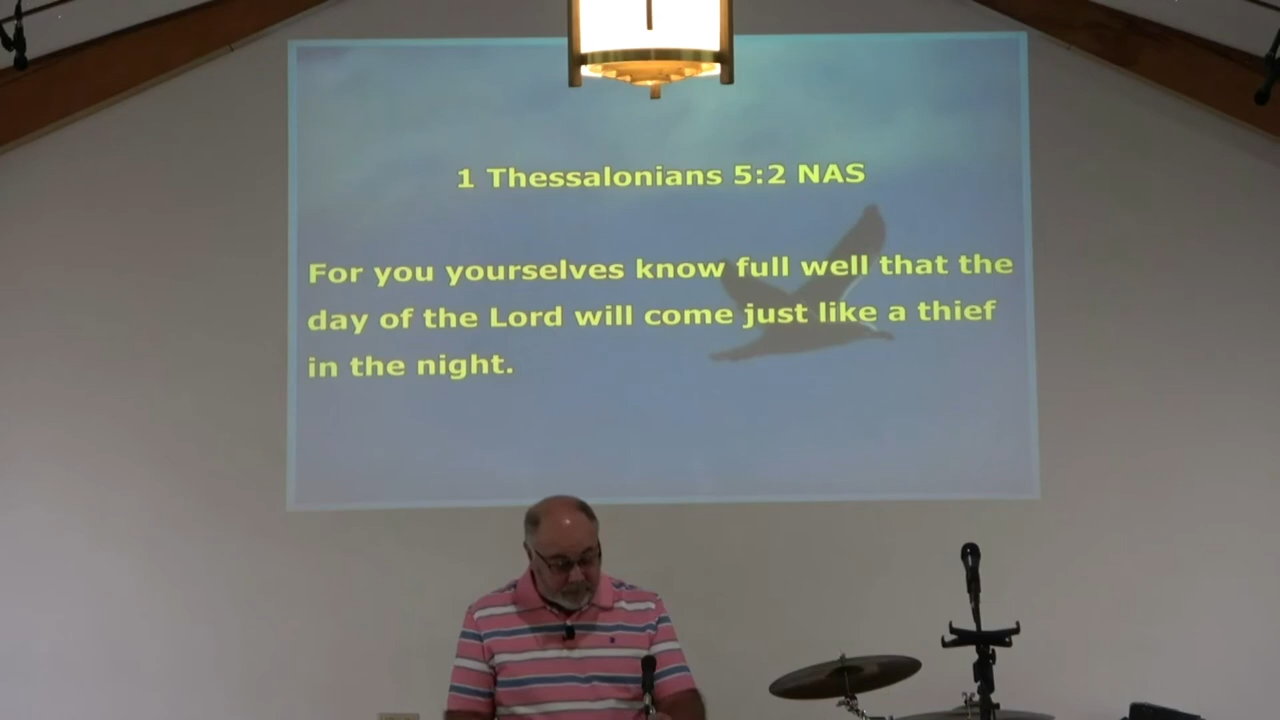 1 Thessalonians 5:2 NAS
For you yourselves know full well that the
day of the Lord will come just like a thief
in the night.